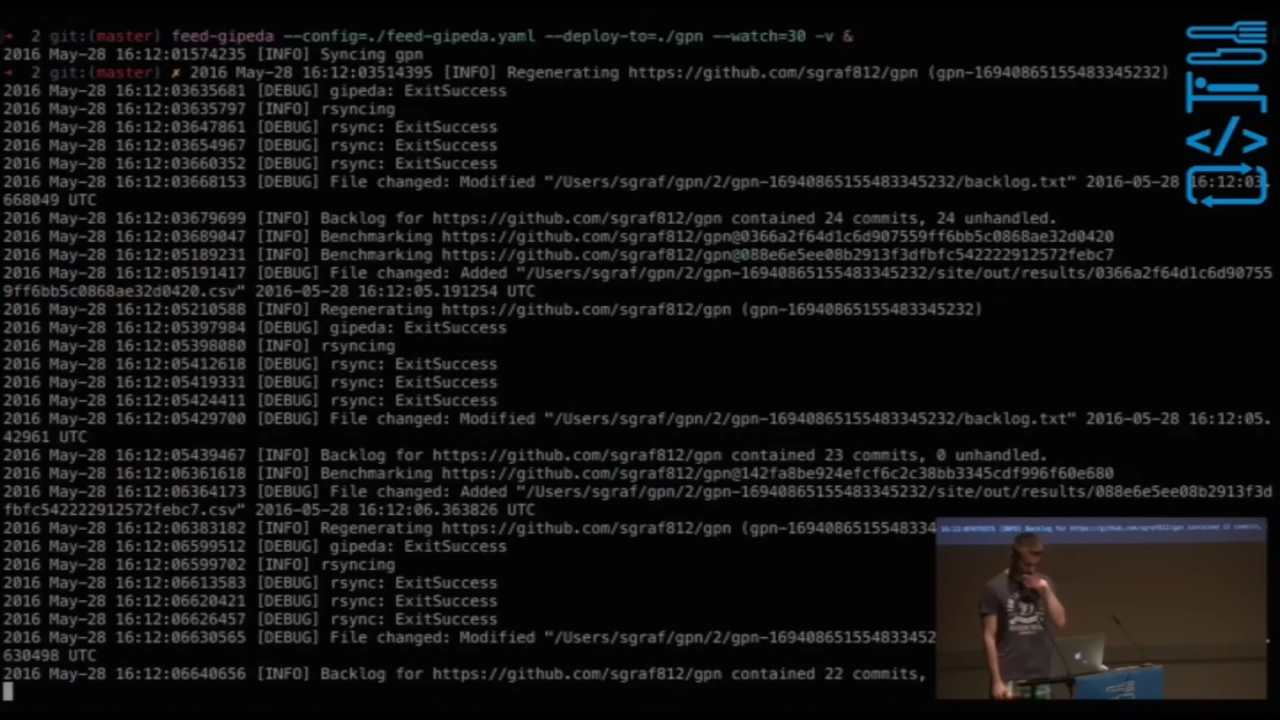 ➜  2 git:(master) feed-gipeda --config=./feed-gipeda.yaml --deploy-to=./gpn --watch=30 -v &
2016 May-28 16:12:01574235 [INFO] Syncing gpn
➜  2 git:(master) ✗ 2016 May-28 16:12:03514395 [INFO] Regenerating https://github.com/sgraf812/gpn (gpn-16940865155483345232)
2016 May-28 16:12:03635681 [DEBUG] gipeda: ExitSuccess
2016 May-28 16:12:03635797 [INFO] rsyncing
2016 May-28 16:12:03647861 [DEBUG] rsync: ExitSuccess
2016 May-28 16:12:03654967 [DEBUG] rsync: ExitSuccess
2016 May-28 16:12:03660352 [DEBUG] rsync: ExitSuccess
2016 May-28 16:12:03668153 [DEBUG] File changed: Modified "/Users/sgraf/gpn/2/gpn-16940865155483345232/backlog.txt" 2016-05-28 16:12:03.
668049 UTC
2016 May-28 16:12:03679699 [INFO] Backlog for https://github.com/sgraf812/gpn contained 24 commits, 24 unhandled.
2016 May-28 16:12:03689047 [INFO] Benchmarking https://github.com/sgraf812/gpn@0366a2f64d1c6d907559ff6bb5c0868ae32d0420
2016 May-28 16:12:05189231 [INFO] Benchmarking https://github.com/sgraf812/gpn@088e6e5ee08b2913f3dfbfc542222912572febc7
2016 May-28 16:12:05191417 [DEBUG] File changed: Added "/Users/sgraf/gpn/2/gpn-16940865155483345232/site/out/results/0366a2f64d1c6d90755
9ff6bb5c0868ae32d0420.csv" 2016-05-28 16:12:05.191254 UTC
2016 May-28 16:12:05210588 [INFO] Regenerating https://github.com/sgraf812/gpn (gpn-16940865155483345232)
2016 May-28 16:12:05397984 [DEBUG] gipeda: ExitSuccess
2016 May-28 16:12:05398080 [INFO] rsyncing
2016 May-28 16:12:05412618 [DEBUG] rsync: ExitSuccess
2016 May-28 16:12:05419331 [DEBUG] rsync: ExitSuccess
2016 May-28 16:12:05424411 [DEBUG] rsync: ExitSuccess
2016 May-28 16:12:05429700 [DEBUG] File changed: Modified "/Users/sgraf/gpn/2/gpn-16940865155483345232/backlog.txt" 2016-05-28 16:12:05.
42961 UTC
2016 May-28 16:12:05439467 [INFO] Backlog for https://github.com/sgraf812/gpn contained 23 commits, 0 unhandled.
2016 May-28 16:12:06361618 [INFO] Benchmarking https://github.com/sgraf812/gpn@142fa8be924efcf6c2c38bb3345cdf996f60e680
2016 May-28 16:12:06364173 [DEBUG] File changed: Added "/Users/sgraf/gpn/2/gpn-16940865155483345232/site/out/results/088e6e5ee08b2913f3d
fbfc542222912572febc7.csv" 2016-05-28 16:12:06.363826 UTC
2016 May-28 16:12:06383182 [INFO] Regenerating https://github.com/sgraf812/gpn (gpn-1694086515548334
2016 May-28 16:12:06599512 [DEBUG] gipeda: ExitSuccess
2016 May-28 16:12:06599702 [INFO] rsyncing
2016 May-28 16:12:06613583 [DEBUG] rsync: ExitSuccess
2016 May-28 16:12:06620421 [DEBUG] rsync: ExitSuccess
2016 May-28 16:12:06626457 [DEBUG] rsync: ExitSuccess
2016 May-28 16:12:06630565 [DEBUG] File changed: Modified "/Users/sgraf/gpn/2/gpn-1694086515548334523
630498 UTC
2016 May-28 16:12:06640656 [INFO] Backlog for https://github.com/sgraf812/gpn contained 22 commits,